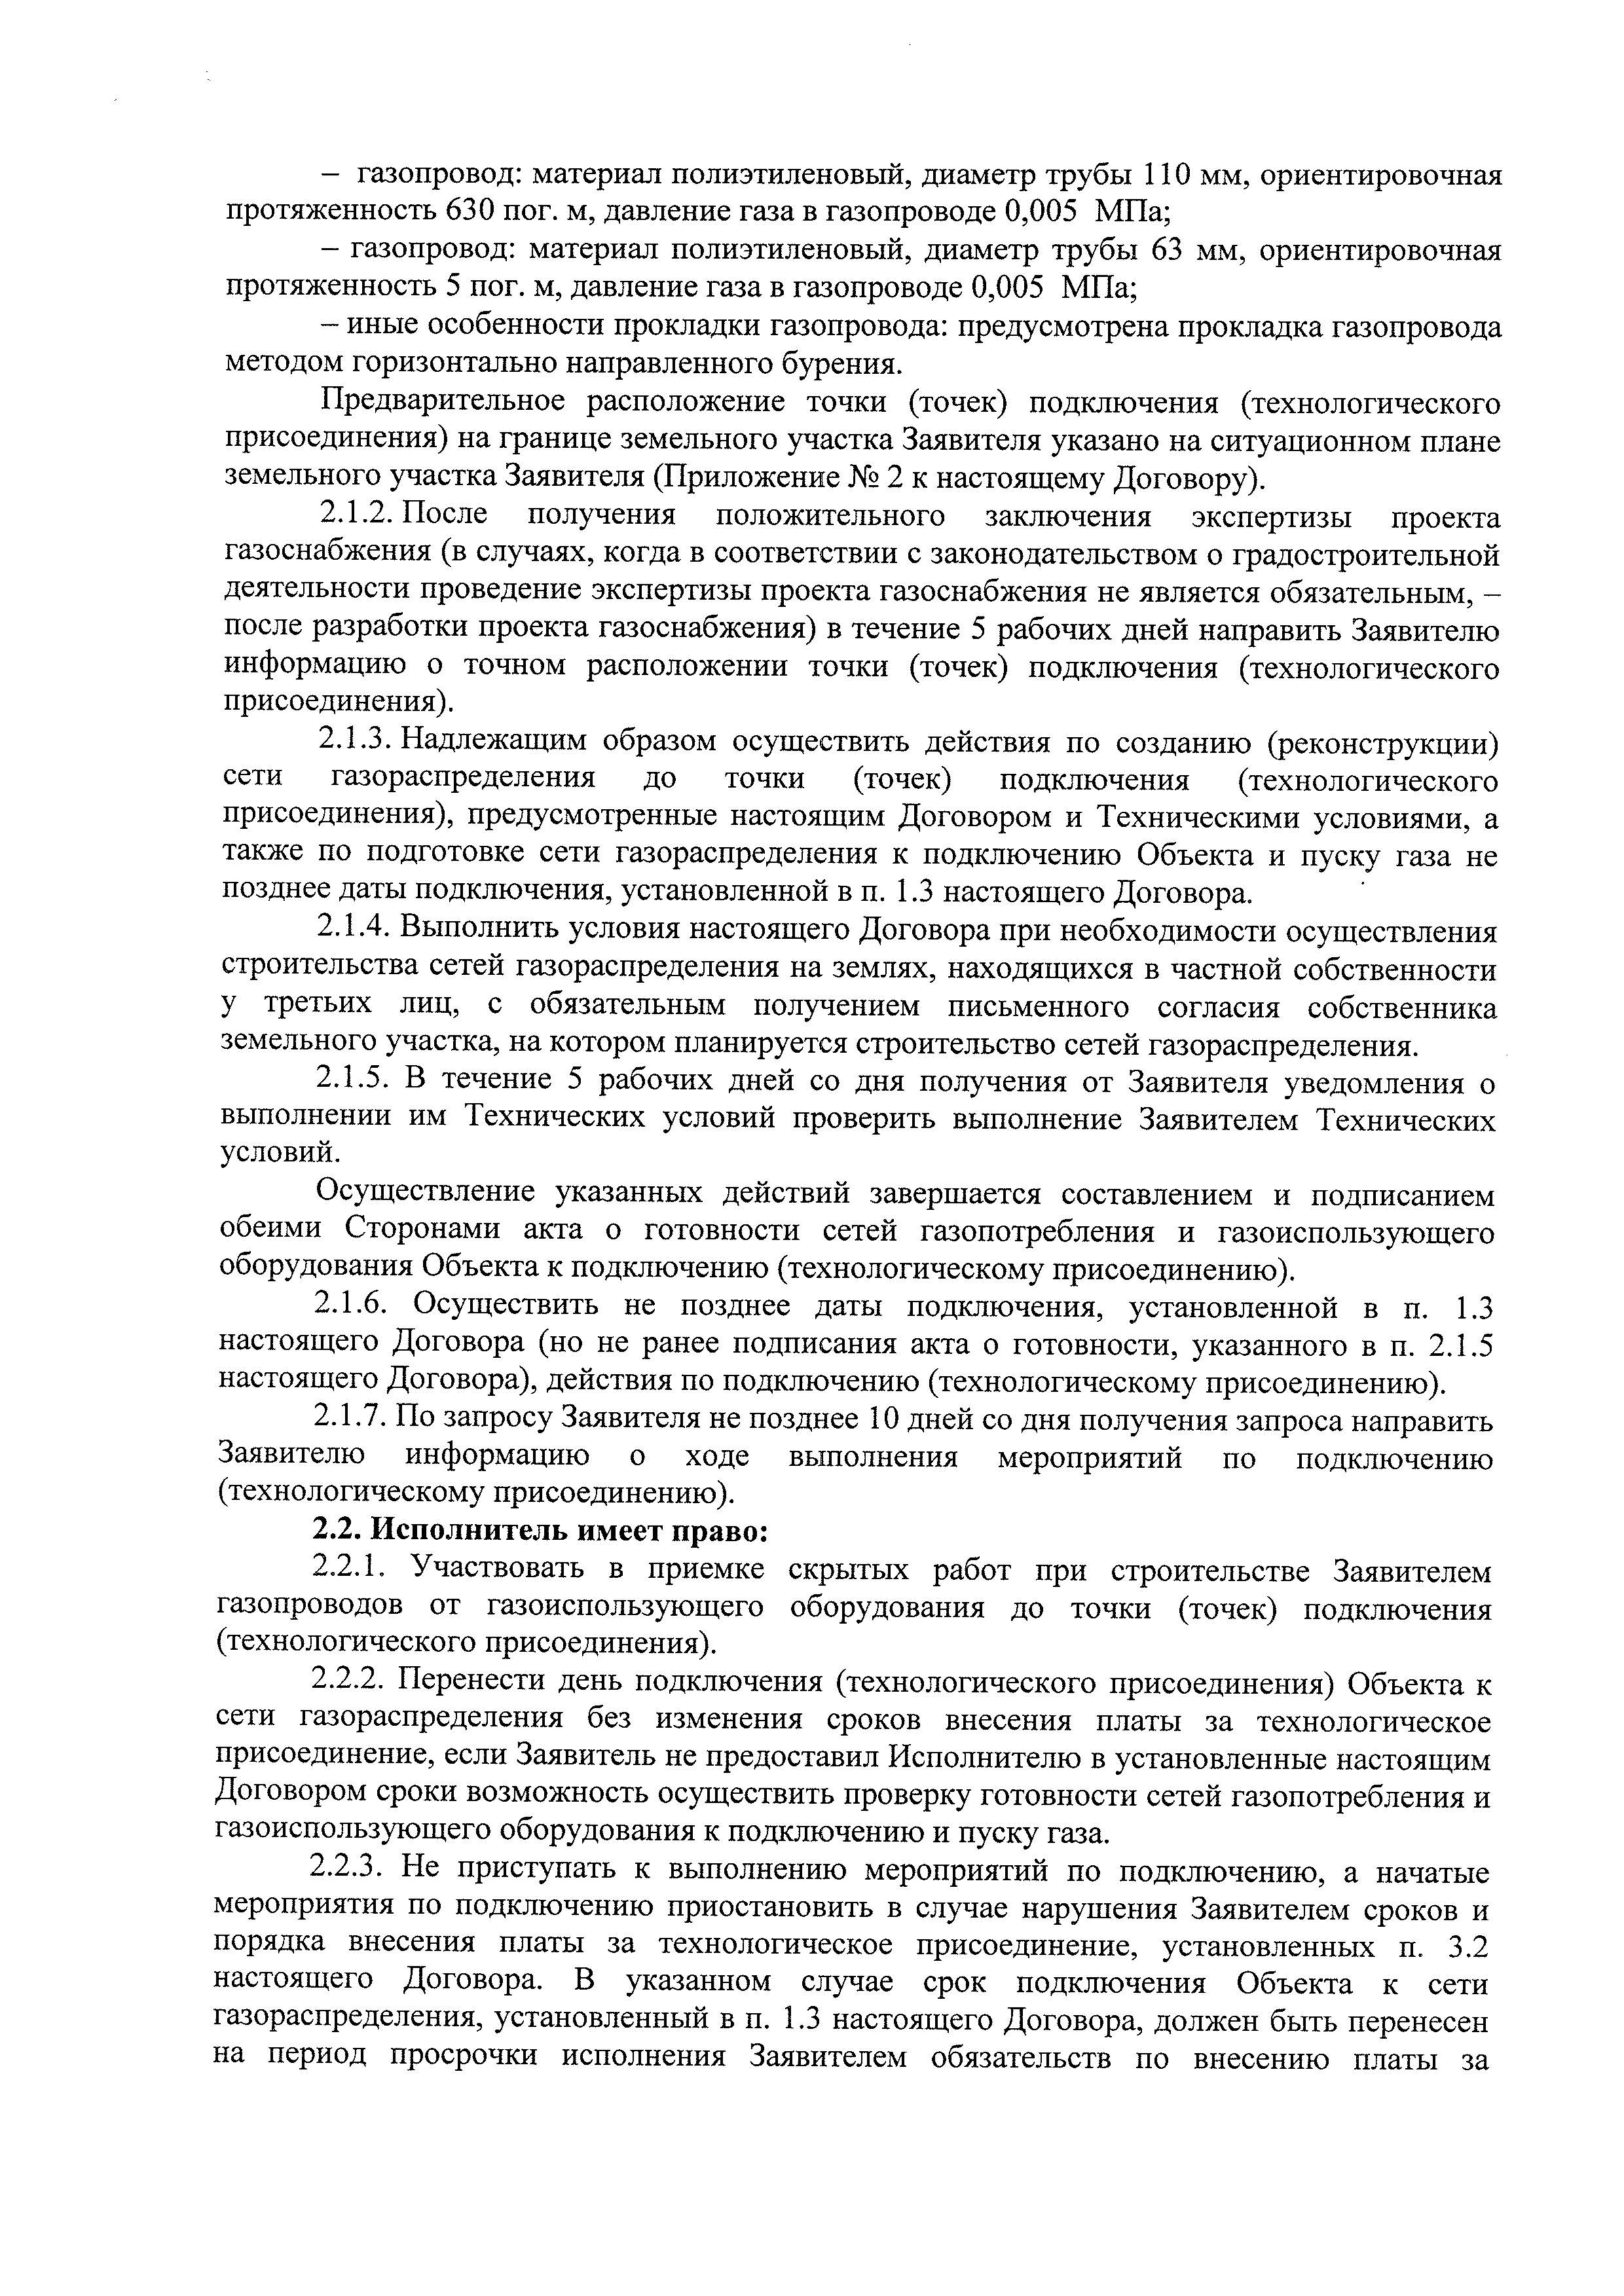 – газопровод: материал полиэтиленовый, диаметр трубы 110 мм, ориентировочная
протяженность 630 пог. м, давление газа в газопроводе 0,005 МПа;
– газопровод: материал полиэтиленовый, диаметр трубы 63 мм, ориентировочная
протяженность 5 пог. м, давление газа в газопроводе 0,005 МПа;
– иные особенности прокладки газопровода: предусмотрена прокладка газопровода
методом горизонтально направленного бурения.
Предварительное расположение точки (точек) подключения (технологического
присоединения) на границе земельного участка Заявителя указано на ситуационном плане
земельного участка Заявителя (Приложение № 2 к настоящему Договору).
2.1.2. После получения положительного заключения экспертизы проекта
газоснабжения (в случаях, когда в соответствии с законодательством о градостроительной
деятельности проведение экспертизы проекта газоснабжения не является обязательным, –
после разработки проекта газоснабжения) в течение 5 рабочих дней направить Заявителю
информацию о точном расположении точки (точек) подключения (технологического
присоединения).
2.1.3. Надлежащим образом осуществить действия по созданию (реконструкции)
сети газораспределения до точки (точек) подключения (технологического
присоединения), предусмотренные настоящим Договором и Техническими условиями, а
также по подготовке сети газораспределения к подключению Объекта и пуску газа не
позднее даты подключения, установленной в п. 1.3 настоящего Договора.
2.1.4. Выполнить условия настоящего Договора при необходимости осуществления
строительства сетей газораспределения на землях, находящихся в частной собственности
у третьих лиц, с обязательным получением письменного согласия собственника
земельного участка, на котором планируется строительство сетей газораспределения.
2.1.5. В течение 5 рабочих дней со дня получения от Заявителя уведомления о
выполнении им Технических условий проверить выполнение Заявителем Технических
условий.
Осуществление указанных действий завершается составлением и подписанием
обеими Сторонами акта о готовности сетей газопотребления и газоиспользующего
оборудования Объекта к подключению (технологическому присоединению).
2.1.6. Осуществить не позднее даты подключения, установленной в п. 1.3
настоящего Договора (но не ранее подписания акта о готовности, указанного в п. 2.1.5
настоящего Договора), действия по подключению (технологическому присоединению).
2.1.7. По запросу Заявителя не позднее 10 дней со дня получения запроса направить
Заявителю информацию о ходе выполнения мероприятий по подключению
(технологическому присоединению).
2.2. Исполнитель имеет право:
2.2.1. Участвовать в приемке скрытых работ при строительстве Заявителем
газопроводов от газоиспользующего оборудования до точки (точек) подключения
(технологического присоединения).
2.2.2. Перенести день подключения (технологического присоединения) Объекта к
сети газораспределения без изменения сроков внесения платы за технологическое
присоединение, если Заявитель не предоставил Исполнителю в установленные настоящим
Договором сроки возможность осуществить проверку готовности сетей газопотребления и
газоиспользующего оборудования к подключению и пуску газа.
2.2.3. Не приступать к выполнению мероприятий по подключению, а начатые
мероприятия по подключению приостановить в случае нарушения Заявителем сроков и
порядка внесения платы за технологическое присоединение, установленных п. 3.2
настоящего Договора. В указанном случае срок подключения Объекта к сети
газораспределения, установленный в п. 1.3 настоящего Договора, должен быть перенесен
на период просрочки исполнения Заявителем обязательств по внесению платы за